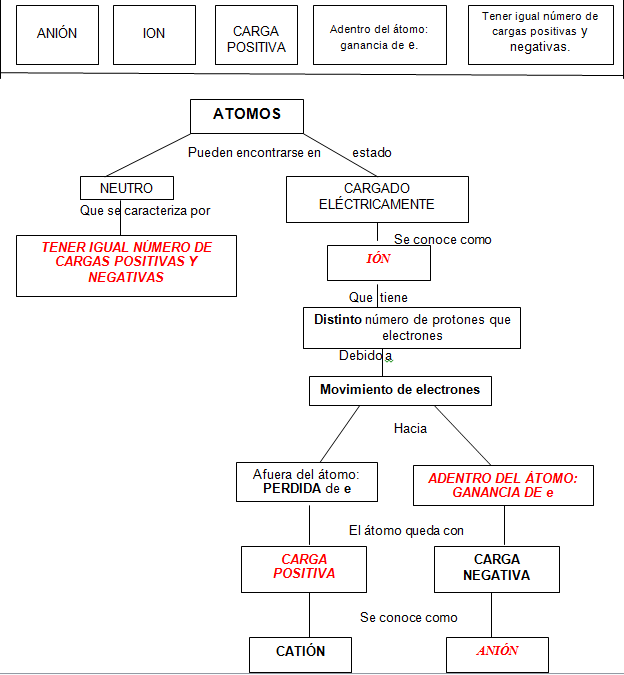 ANIÓN
ION
CARGA
POSITIVA
Adentro del átomo:
ganancia de e.
Tener igual número de
cargas positivas y
negativas.
ATOMOS
Pueden encontrarse en estado
NEUTRO
CARGADO
ELÉCTRICAMENTE
Que se caracteriza por
TENER IGUAL NÚMERO DE
CARGAS POSITIVAS Y
NEGATIVAS
Se conoce como
IÓN
Que tiene
Distinto número de protones que
electrones
Debido a
Movimiento de electrones
Hacia
Afuera del átomo:
PERDIDA de e
ADENTRO DEL ÁTOMO:
GANANCIA DE e
El átomo queda con
CARGA
POSITIVA
CARGA
NEGATIVA
Se conoce como
CATIÓN
ANIÓN